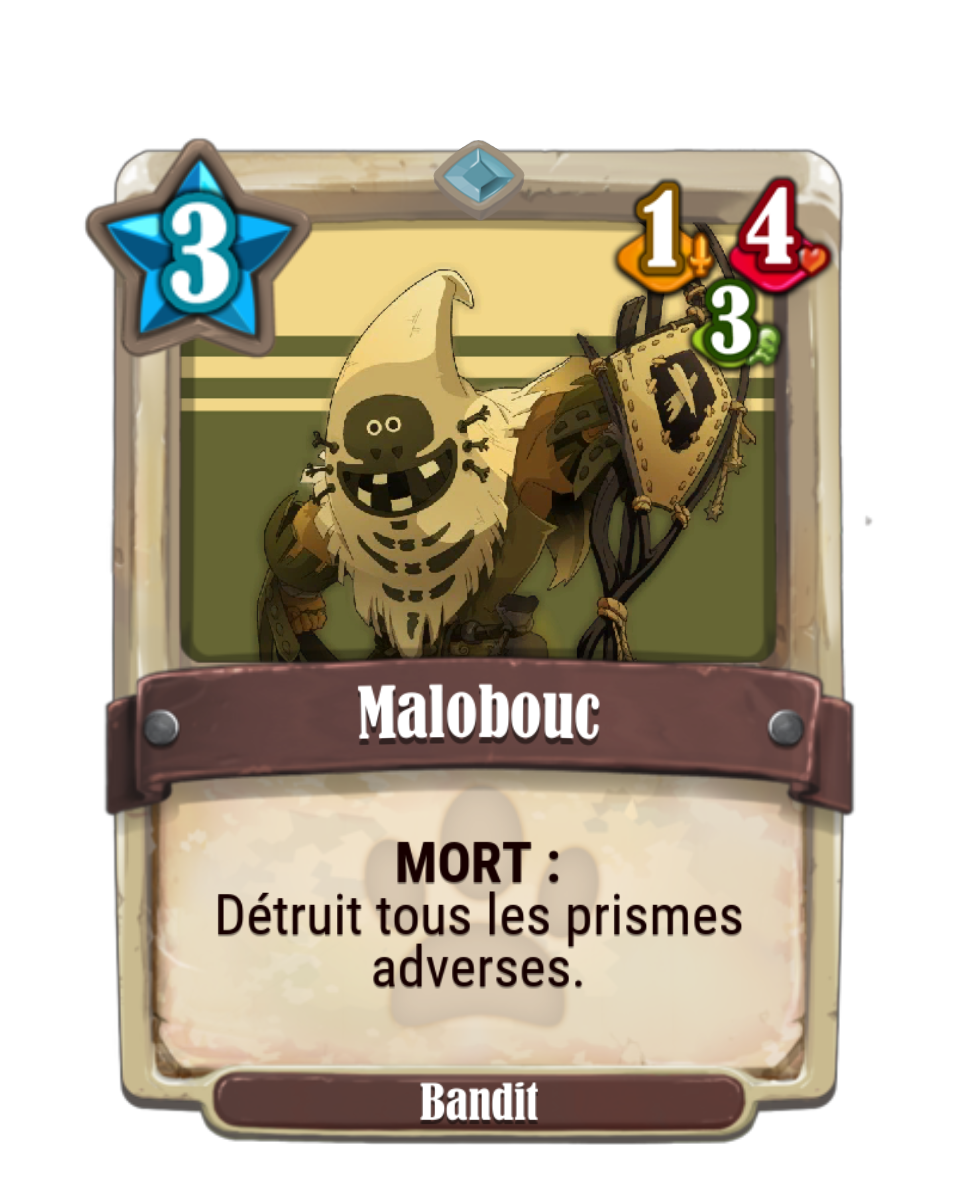 3
1
4
3
Malobouc
MORT :
Détruit tous les prismes
adverses.
Bandit